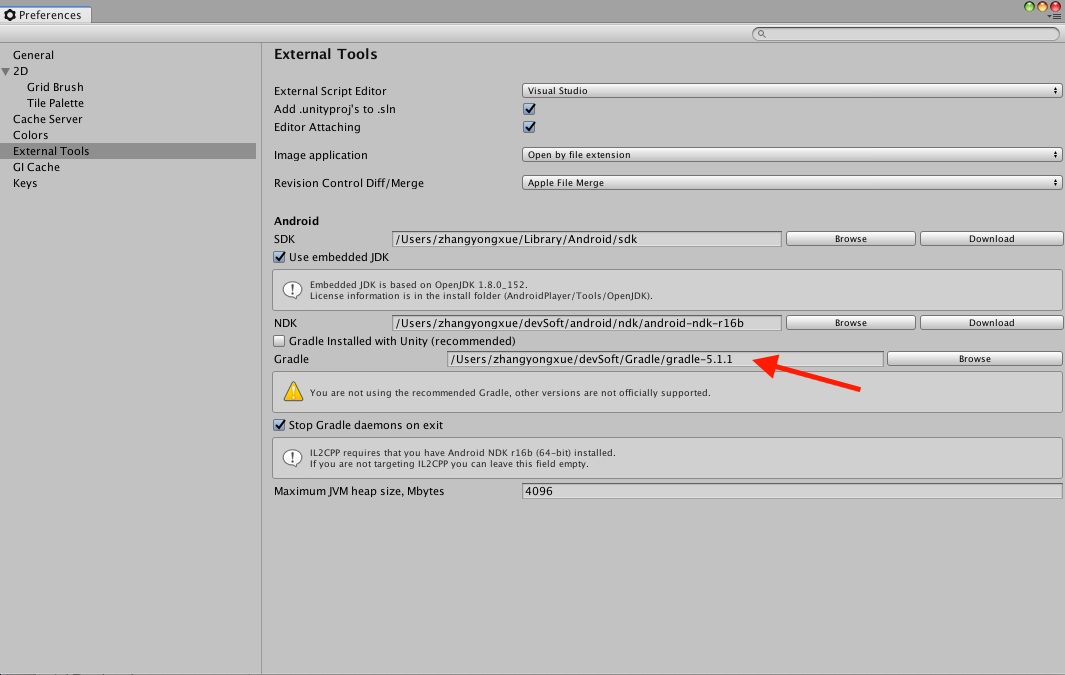 Preferences
General
2D
Grid Brush
Tile Palette
Cache Server
Colors
External Tools
GI Cache
Keys
External Tools
External Script Editor Visual Studio
Add .unityproj's to .sln
Editor Attaching
Image application Open by file extension
Revision Control Diff/Merge Apple File Merge
Android
SDK /Users/zhangyongxue/Library/Android/sdk Browse Download
Use embedded JDK
Embedded JDK is based on OpenJDK 1.8.0_152.
License information is in the install folder (AndroidPlayer/Tools/OpenJDK).
NDK /Users/zhangyongxue/devSoft/android/ndk/android-ndk-r16b Browse Download
Gradle Installed with Unity (recommended)
Gradle /Users/zhangyongxue/devSoft/Gradle/gradle-5.1.1 Browse
You are not using the recommended Gradle, other versions are not officially supported.
Stop Gradle daemons on exit
IL2CPP requires that you have Android NDK r16b (64-bit) installed.
If you are not targeting IL2CPP you can leave this field empty.
Maximum JVM heap size, Mbytes 4096